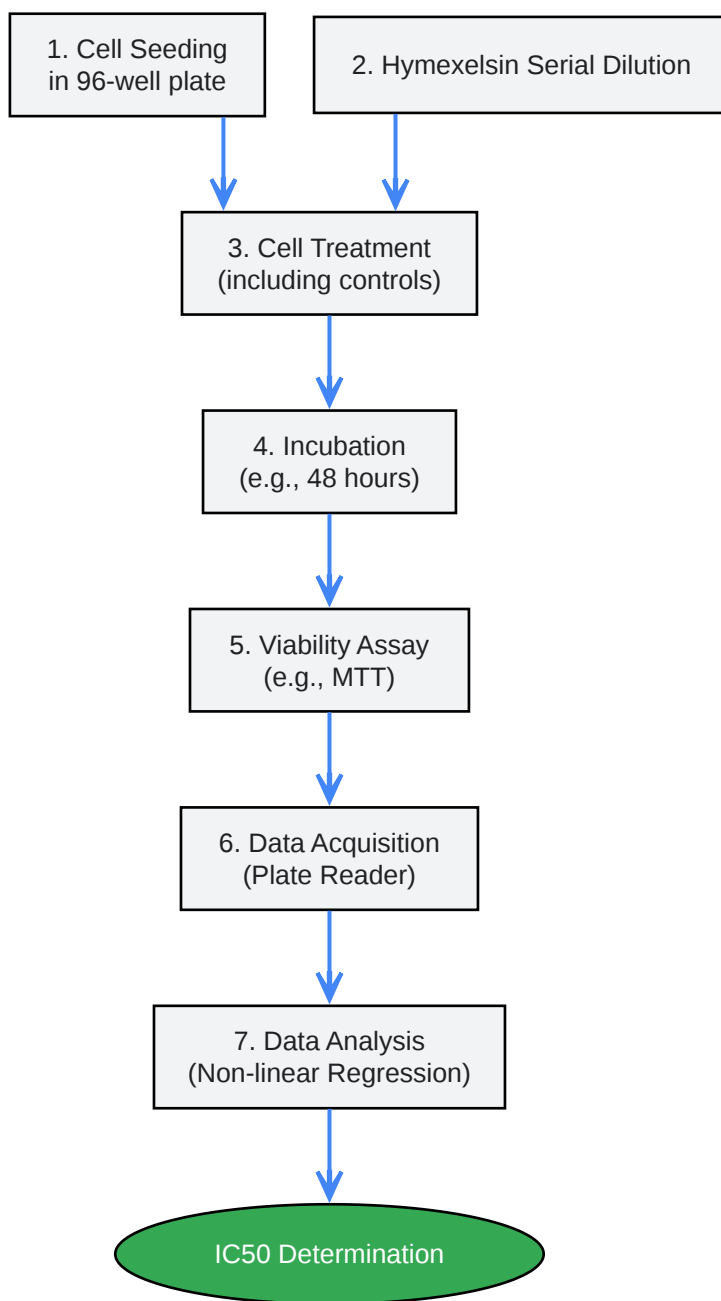 1. Cell Seeding
in 96-well plate
2. Hymexelsin Serial Dilution
3. Cell Treatment
(including controls)
4. Incubation
(e.g., 48 hours)
5. Viability Assay
(e.g., MTT)
6. Data Acquisition
(Plate Reader)
7. Data Analysis
(Non-linear Regression)
IC50 Determination